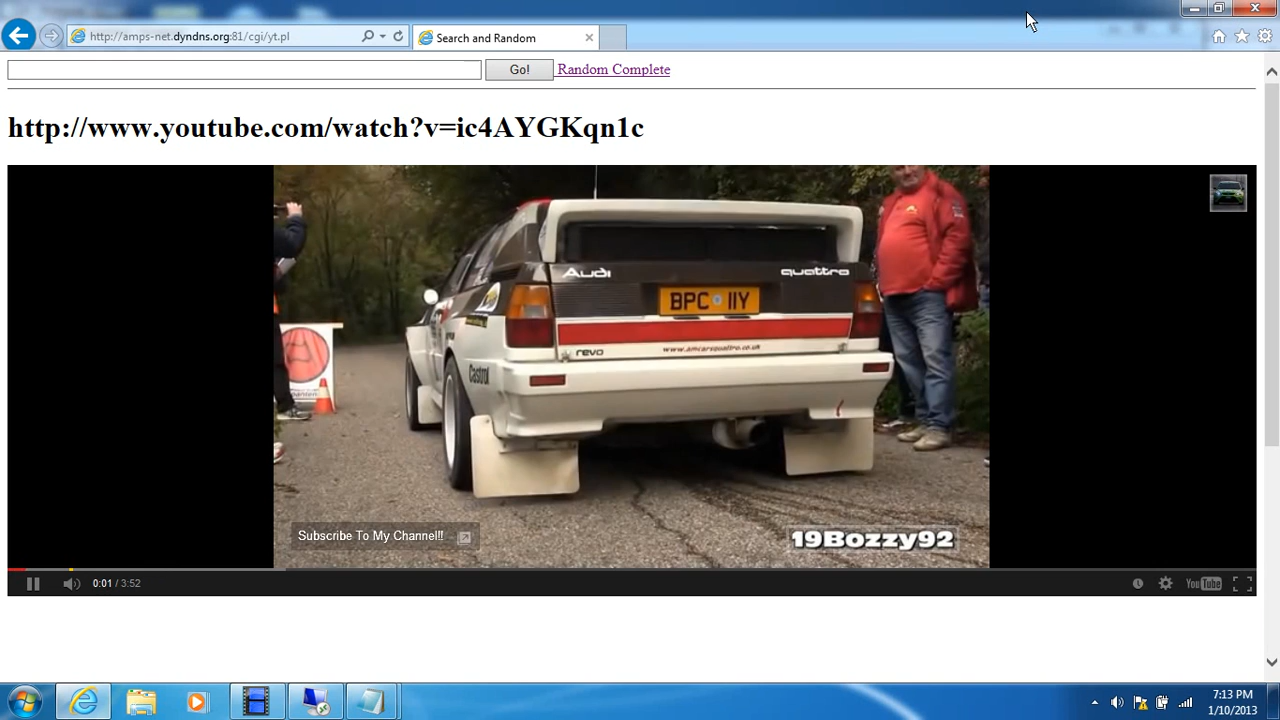 http://amps-net.dyndns.org:81/cgi/yt.pl
Search and Random
Go!
Random Complete
http://www.youtube.com/watch?v=ic4AYGKqn1c
Audi
quattro
BPC 11Y
revo
www.amcarsquattro.co.uk
Castrol
Subscribe To My Channel!!
19Bozzy92
0:01 / 3:52
YouTube
7:13 PM
1/10/2013